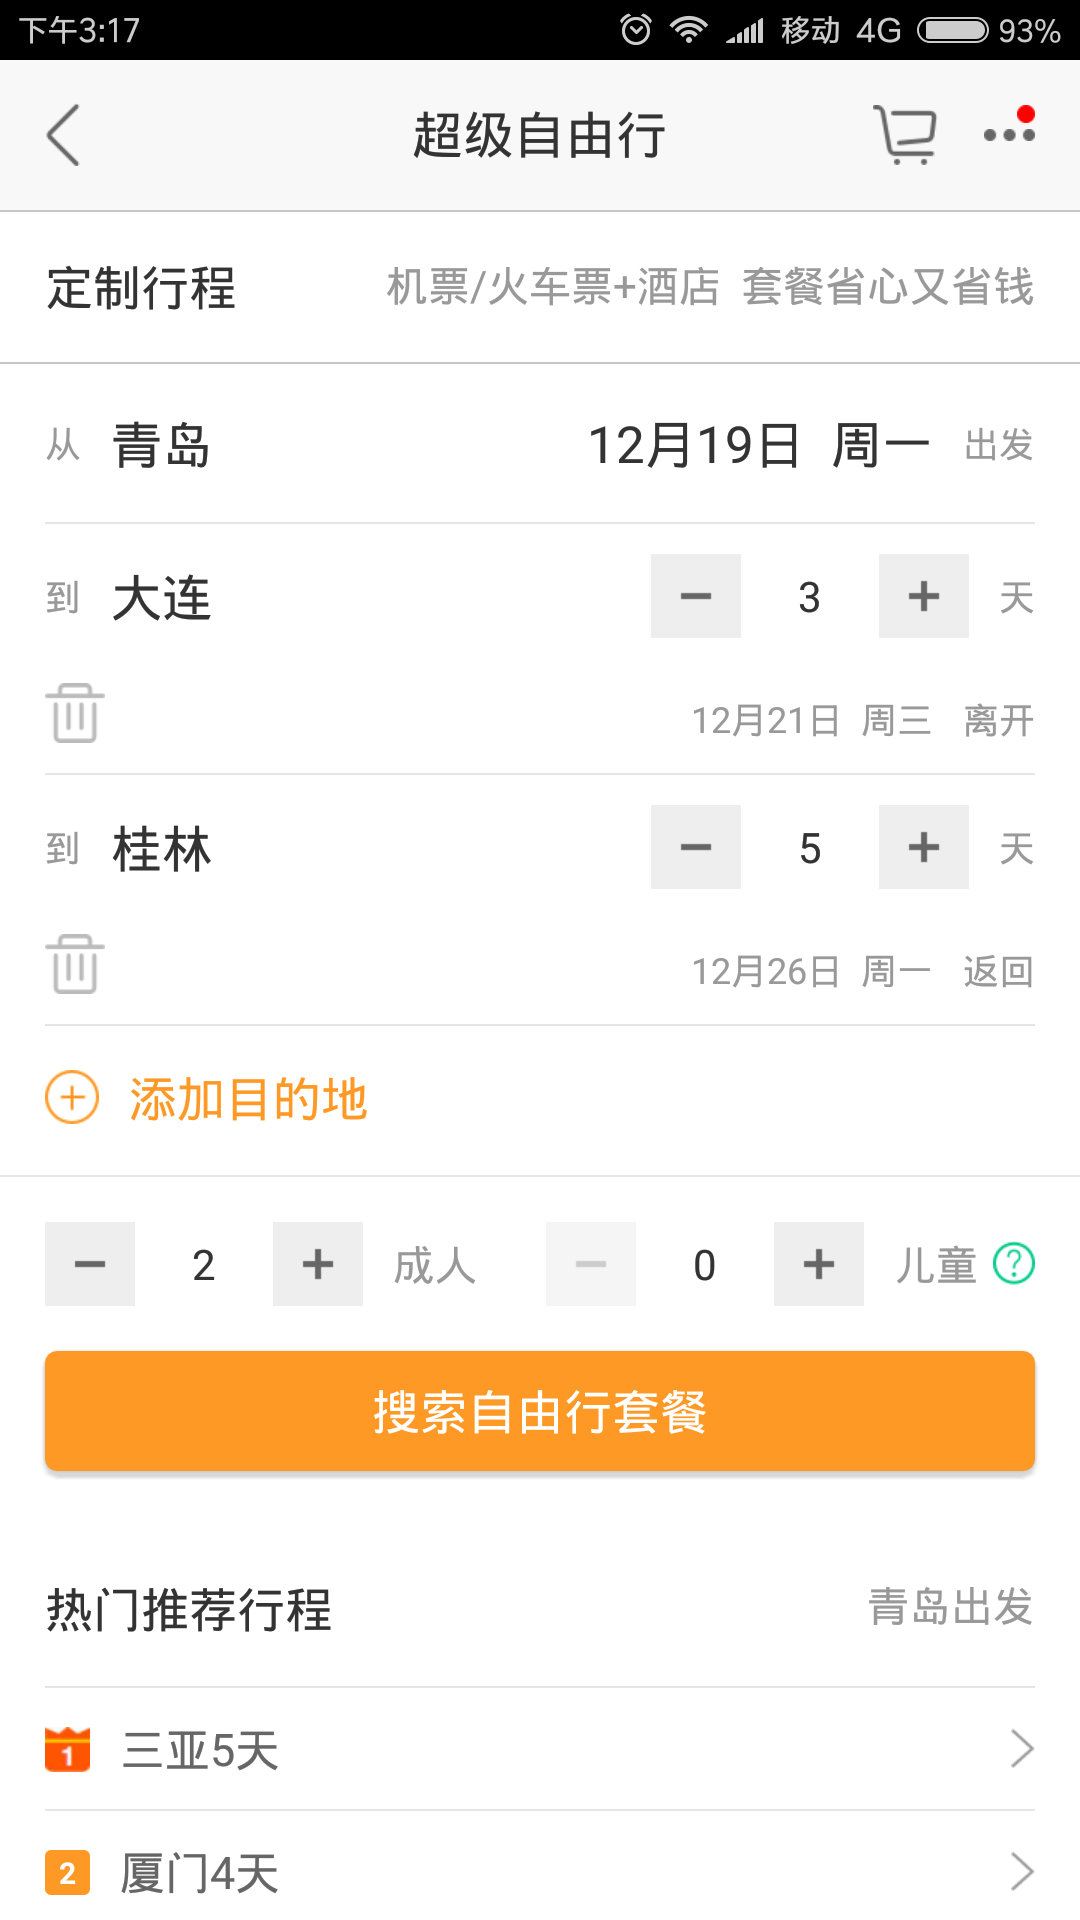 下午3:17 移动 4G 93%
超级自由行
定制行程 机票/火车票+酒店 套餐省心又省钱
从 青岛 12月19日 周一 出发
到 大连 3 天
12月21日 周三 离开
到 桂林 5 天
12月26日 周一 返回
添加目的地
2 成人 0 儿童 ?
搜索自由行套餐
热门推荐行程 青岛出发
1 三亚5天
2 厦门4天